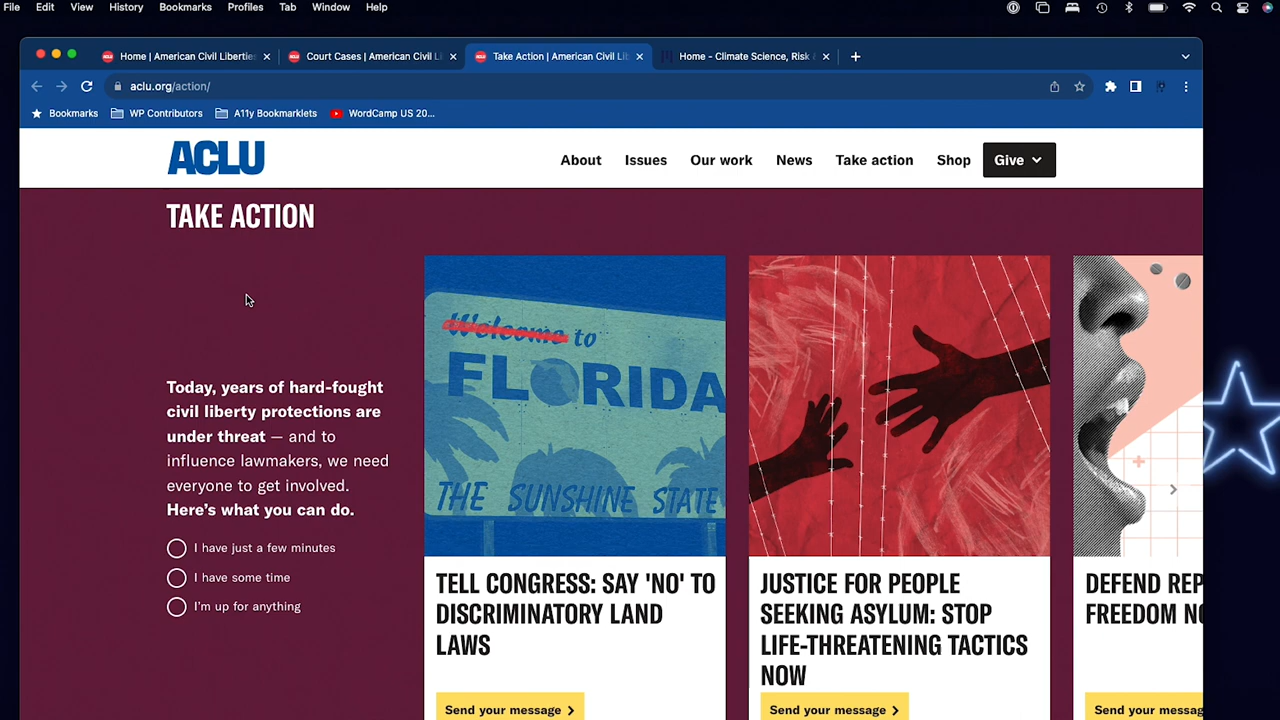 File Edit View History Bookmarks Profiles Tab Window Help
Home | American Civil Liberties
Court Cases | American Civil Li
Take Action | American Civil Lib
Home - Climate Science, Risk &
aclu.org/action/
Bookmarks WP Contributors A11y Bookmarklets WordCamp US 20...
ACLU
About Issues Our work News Take action Shop Give
TAKE ACTION
Today, years of hard-fought
civil liberty protections are
under threat — and to
influence lawmakers, we need
everyone to get involved.
Here's what you can do.
I have just a few minutes
I have some time
I'm up for anything
Welcome to
FLORIDA
THE SUNSHINE STATE
TELL CONGRESS: SAY 'NO' TO
DISCRIMINATORY LAND
LAWS
Send your message
JUSTICE FOR PEOPLE
SEEKING ASYLUM: STOP
LIFE-THREATENING TACTICS
NOW
Send your message
DEFEND REP
FREEDOM NO
Send your messag